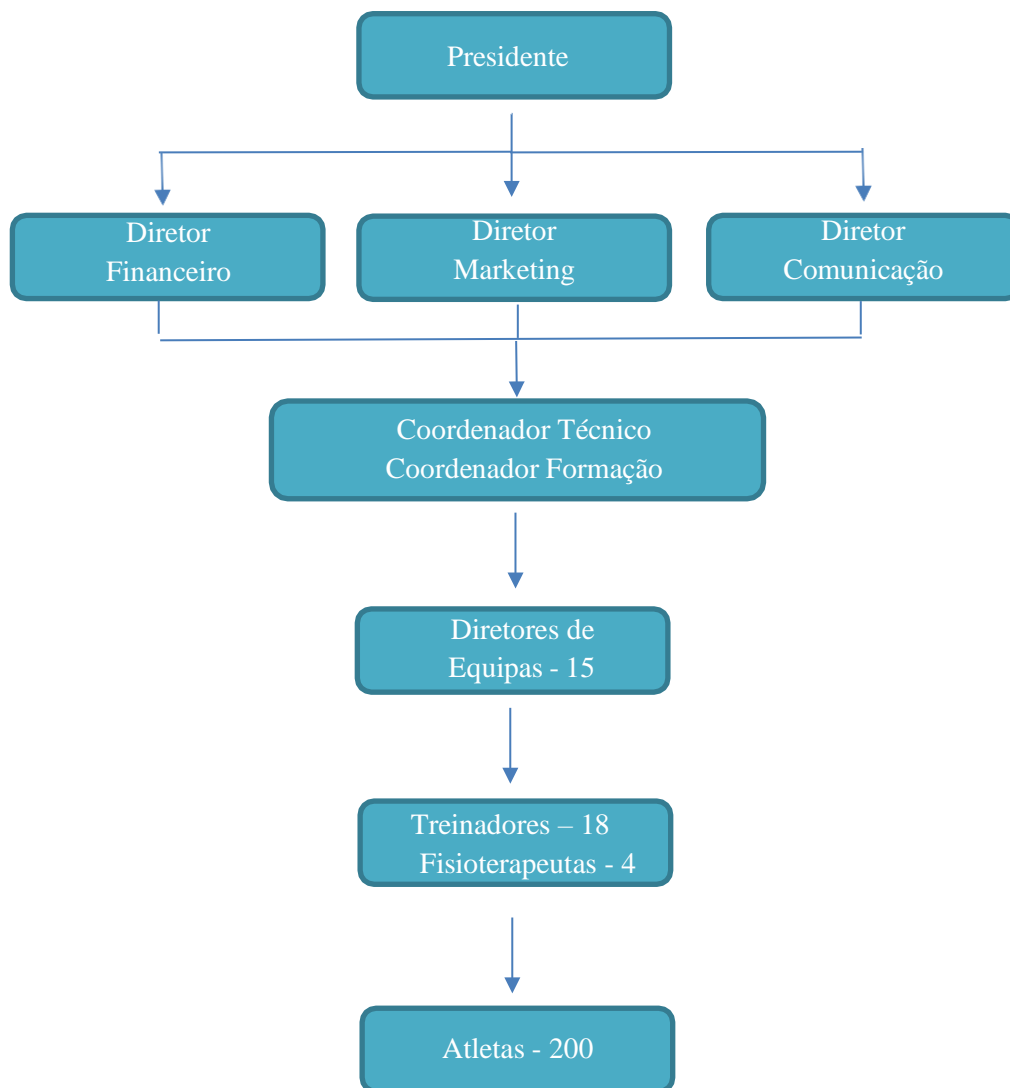 Presidente
Diretor
Financeiro
Diretor
Marketing
Diretor
Comunicação
Coordenador Técnico
Coordenador Formação
Diretores de
Equipas - 15
Treinadores – 18
Fisioterapeutas - 4
Atletas - 200